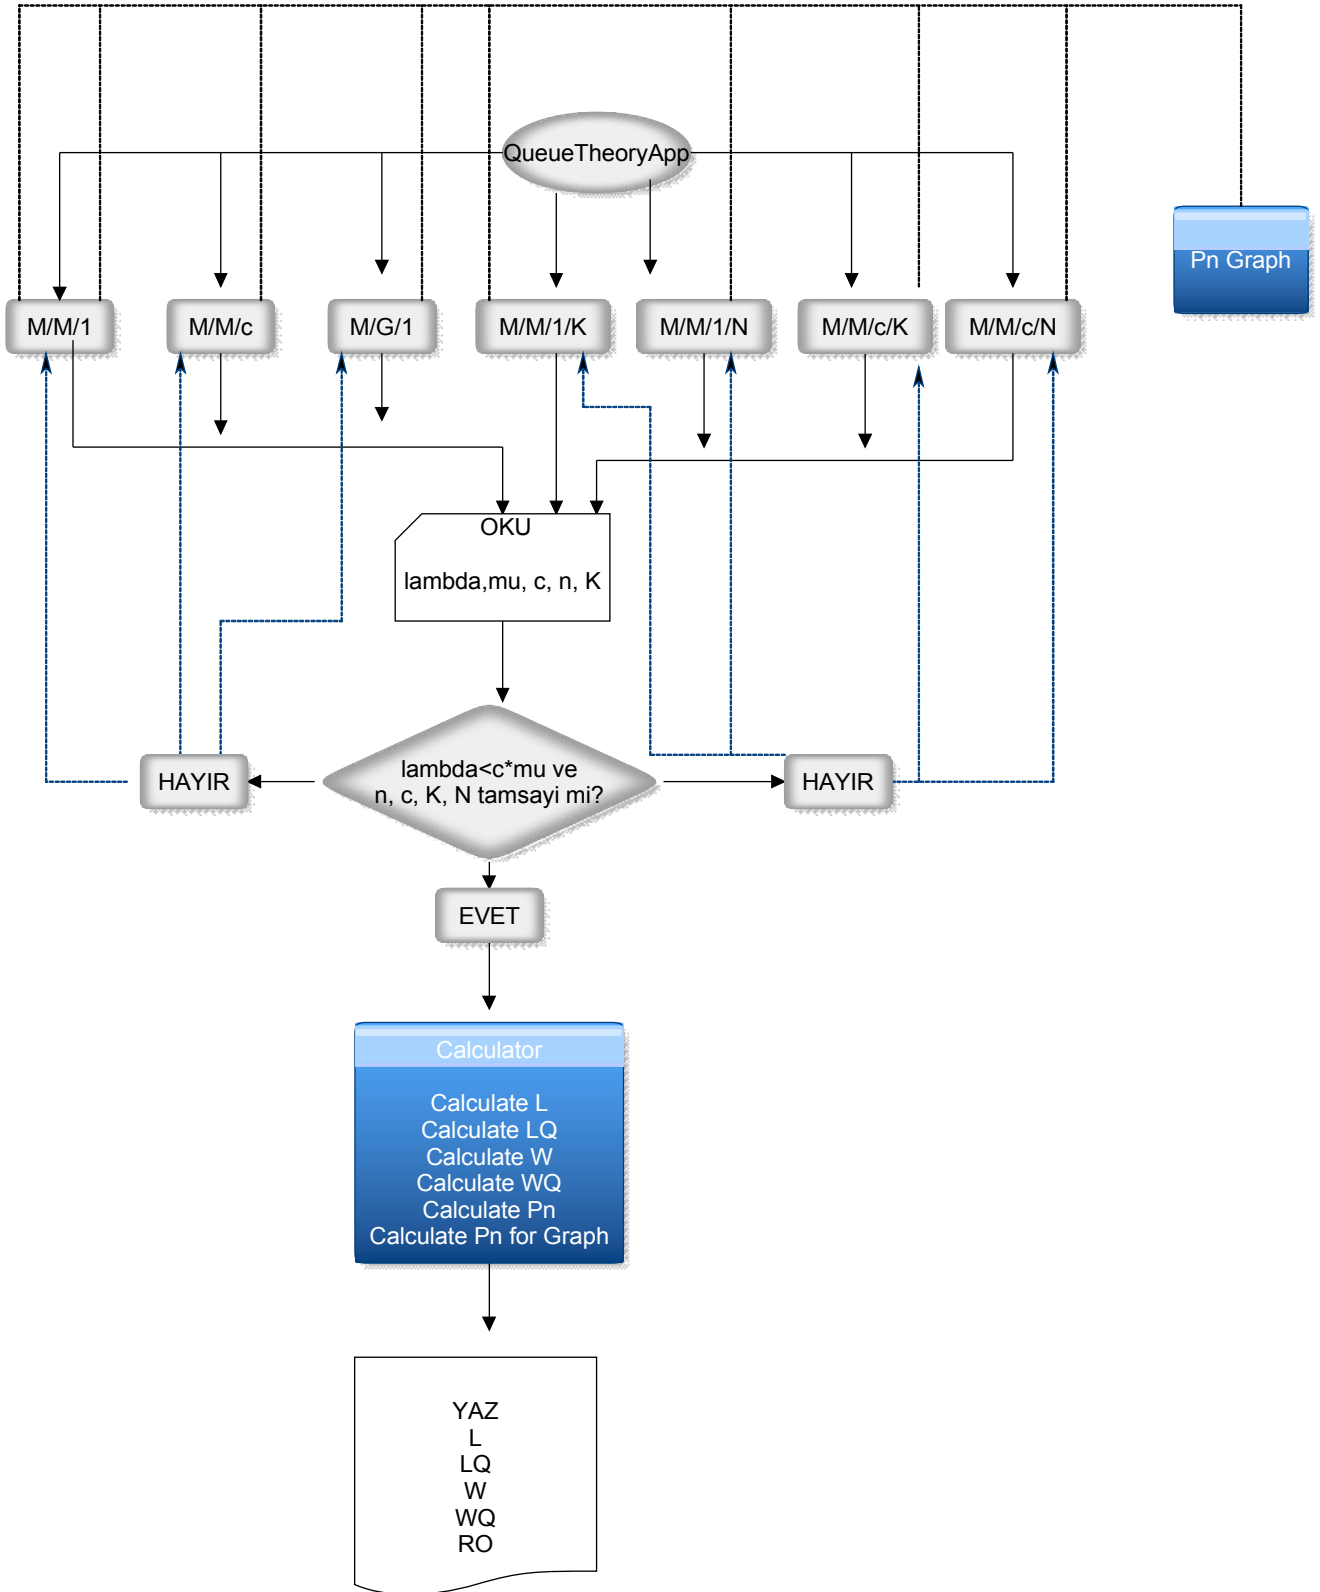 QueueTheoryApp
Pn Graph
M/M/1
M/M/c
M/G/1
M/M/1/K
M/M/1/N
M/M/c/K
M/M/c/N
OKU
lambda,mu, c, n, K
HAYIR
lambda<c*mu ve
n, c, K, N tamsayi mi?
HAYIR
EVET
Calculator
Calculate L
Calculate LQ
Calculate W
Calculate WQ
Calculate Pn
Calculate Pn for Graph
YAZ
L
LQ
W
WQ
RO